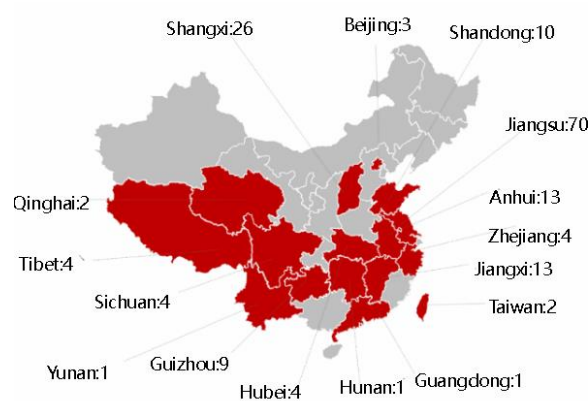 Shangxi:26
Beijing:3
Shandong:10
Jiangsu:70
Qinghai:2
Anhui:13
Zhejiang:4
Tibet:4
Jiangxi:13
Sichuan:4
Taiwan:2
Yunan:1
Guizhou:9
Hubei:4
Hunan:1
Guangdong:1